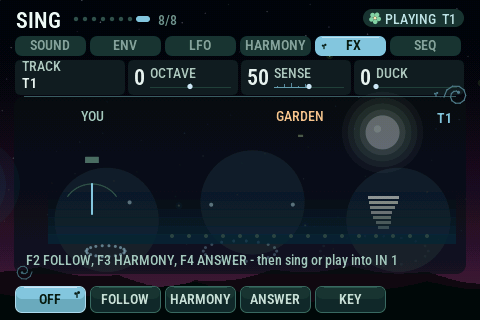 SING 8/8 PLAYING T1
SOUND ENV LFO HARMONY FX SEQ
TRACK
T1
0 OCTAVE
50 SENSE
0 DUCK
YOU GARDEN T1
F2 FOLLOW, F3 HARMONY, F4 ANSWER - then sing or play into IN 1
OFF FOLLOW HARMONY ANSWER KEY